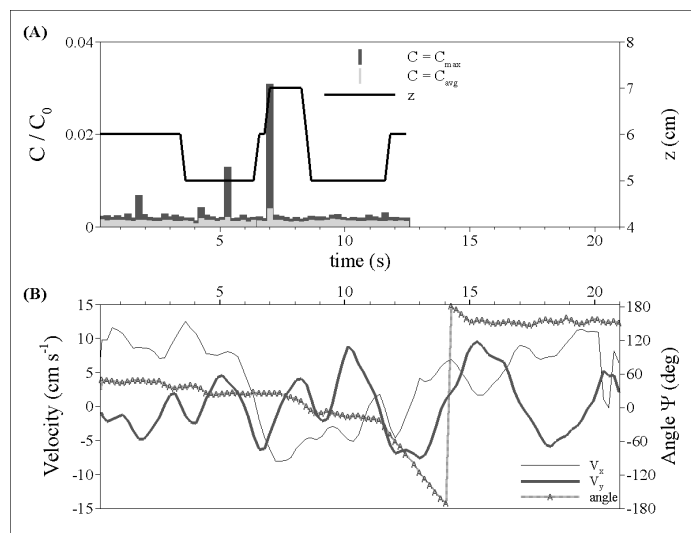 (A)
0.04
0.02
0
C / C0
C = Cmax
C = Cavg
z
8
7
6
5
4
z (cm)
5
10
15
20
time (s)
(B)
5
10
15
20
15
10
5
0
-5
-10
-15
Velocity (cm s-1)
180
120
60
0
-60
-120
-180
Angle Ψ (deg)
Vx
Vy
A angle